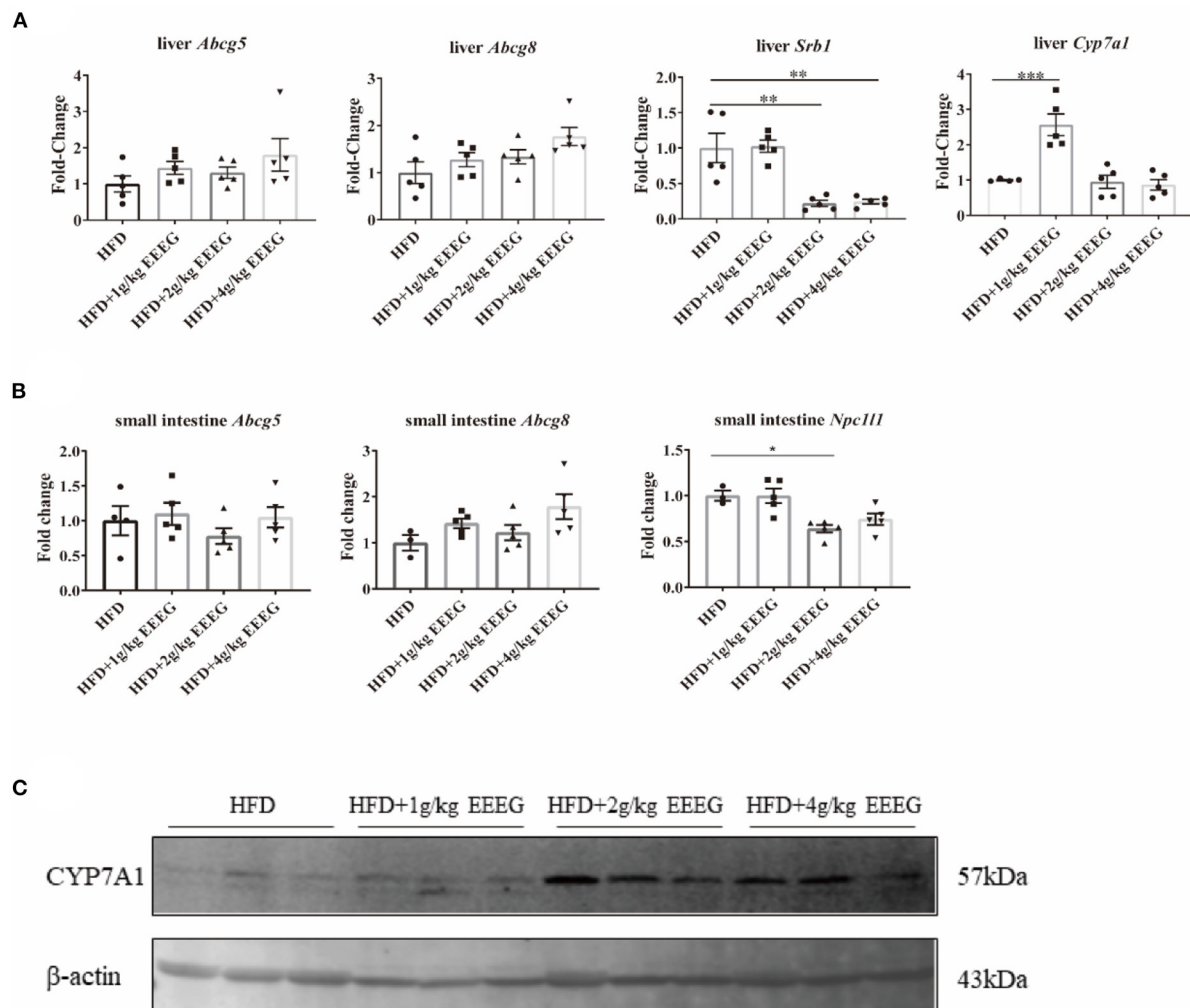 A
liver Abcg5
Fold-Change
4
3
2
1
0
HFD
HFD+1g/kg EEEG
HFD+2g/kg EEEG
HFD+4g/kg EEEG
liver Abcg8
Fold-Change
3
2
1
0
HFD
HFD+1g/kg EEEG
HFD+2g/kg EEEG
HFD+4g/kg EEEG
liver Srb1
Fold-Change
2.0
1.5
1.0
0.5
0.0
**
**
HFD
HFD+1g/kg EEEG
HFD+2g/kg EEEG
HFD+4g/kg EEEG
liver Cyp7a1
Fold-Change
4
3
2
1
0
***
HFD
HFD+1g/kg EEEG
HFD+2g/kg EEEG
HFD+4g/kg EEEG
B
small intestine Abcg5
Fold change
2.0
1.5
1.0
0.5
0.0
HFD
HFD+1g/kg EEEG
HFD+2g/kg EEEG
HFD+4g/kg EEEG
small intestine Abcg8
Fold change
3
2
1
0
HFD
HFD+1g/kg EEEG
HFD+2g/kg EEEG
HFD+4g/kg EEEG
small intestine Npc1l1
Fold change
1.5
1.0
0.5
0.0
*
HFD
HFD+1g/kg EEEG
HFD+2g/kg EEEG
HFD+4g/kg EEEG
C
HFD HFD+1g/kg EEEG HFD+2g/kg EEEG HFD+4g/kg EEEG
CYP7A1 57kDa
β-actin 43kDa